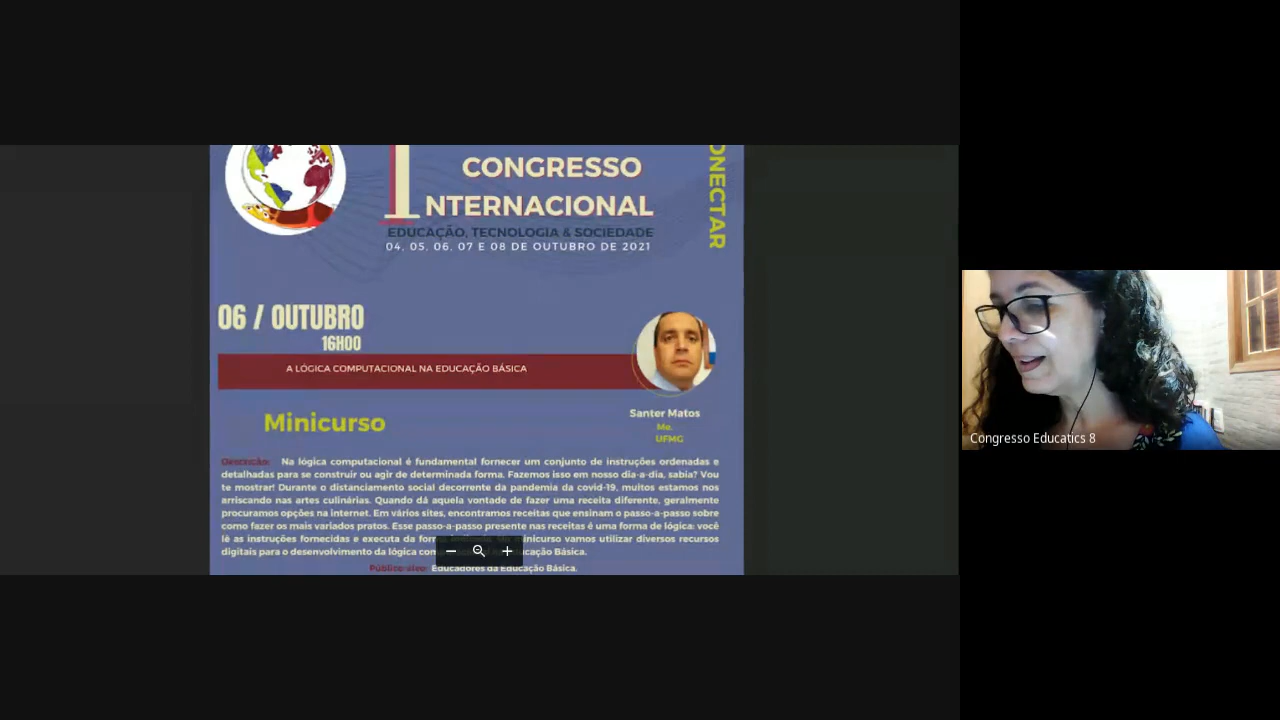 I
CONGRESSO
NTERNACIONAL
ONECTAR
EDUCAÇÃO, TECNOLOGIA & SOCIEDADE
04, 05, 06, 07 E 08 DE OUTUBRO DE 2021
06 / OUTUBRO
16H00
A LÓGICA COMPUTACIONAL NA EDUCAÇÃO BÁSICA
Minicurso
Santer Matos
Me.
UFMG
Descrição: Na lógica computacional é fundamental fornecer um conjunto de instruções ordenadas e
detalhadas para se construir ou agir de determinada forma. Fazemos isso em nosso dia-a-dia, sabia? Vou
te mostrar! Durante o distanciamento social decorrente da pandemia da covid-19, muitos estamos nos
arriscando nas artes culinárias. Quando dá aquela vontade de fazer uma receita diferente, geralmente
procuramos opções na internet. Em vários sites, encontramos receitas que ensinam o passo-a-passo sobre
como fazer os mais variados pratos. Esse passo-a-passo presente nas receitas é uma forma de lógica: você
lê as instruções fornecidas e executa da minicurso vamos utilizar diversos recursos
digitais para o desenvolvimento da lógica Básica.
Público-alvo: Educadores da Educação Básica.
Congresso Educatics 8